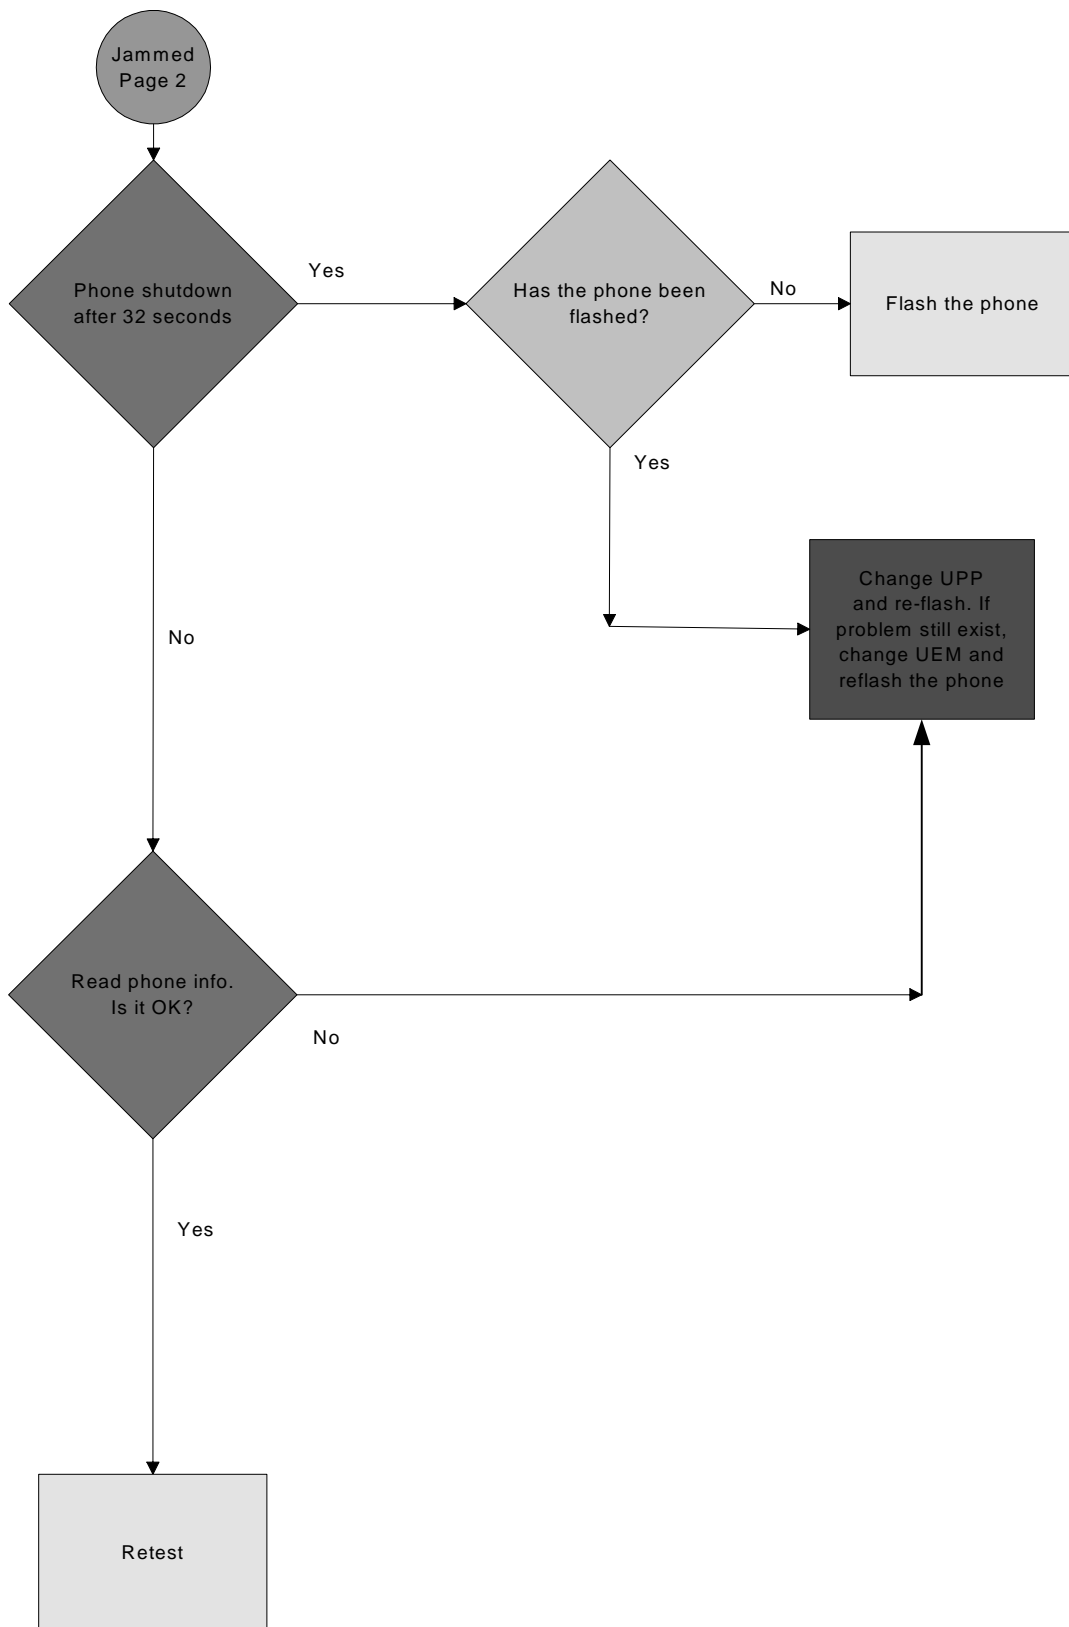 Jammed
Page 2
Yes
Phone shutdown
after 32 seconds
Has the phone been
flashed?
No
Flash the phone
Yes
Change UPP
and re-flash. If
problem still exist,
change UEM and
reflash the phone
No
Read phone info.
Is it OK?
No
Yes
Retest